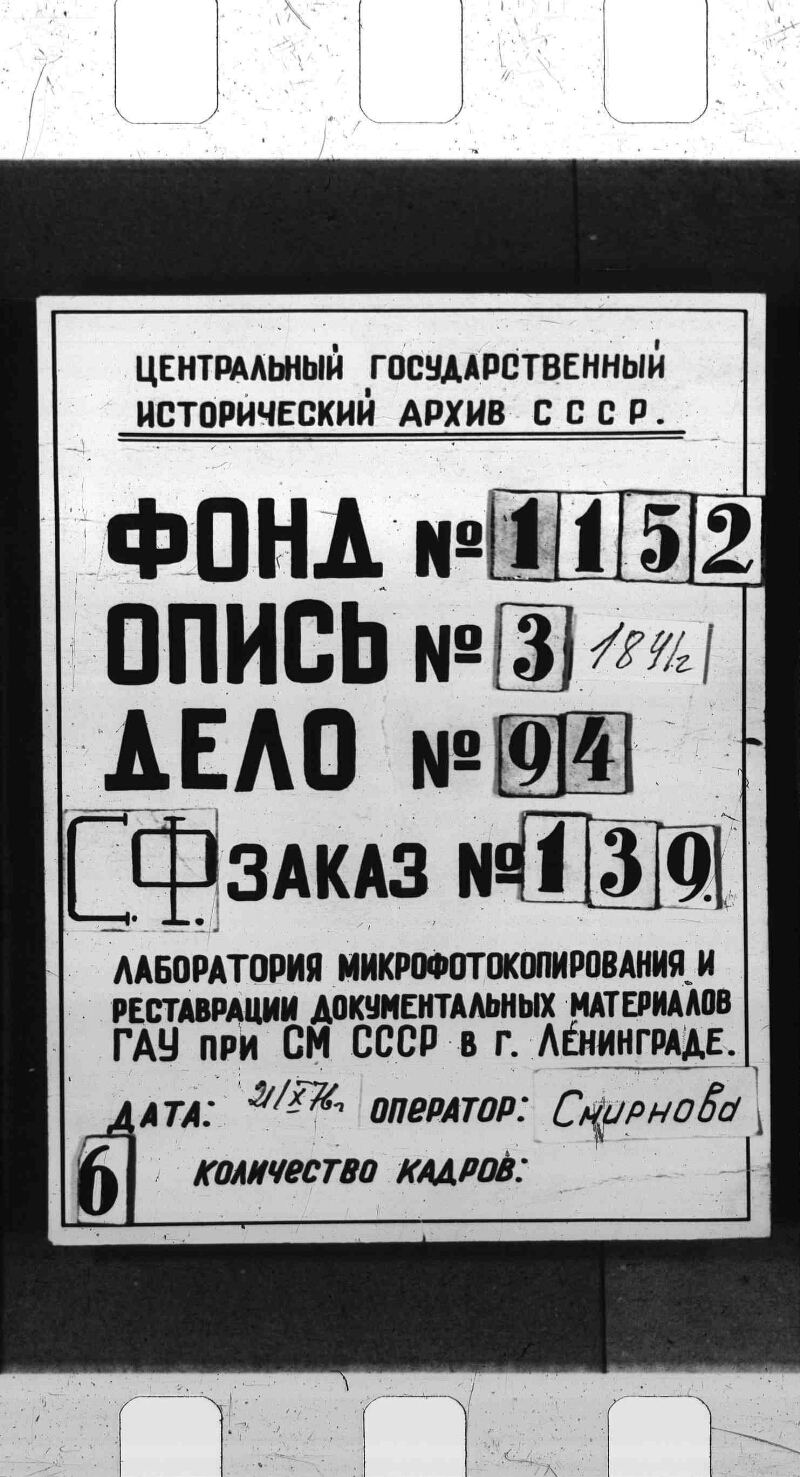 ЦЕНТРАЛЬНЫЙ ГОСУДАРСТВЕННЫЙ
ИСТОРИЧЕСКИЙ АРХИВ СССР.
ФОНД № 1152
ОПИСЬ № 3 1841г
ДЕЛО № 94
С.Ф. ЗАКАЗ № 139.
ЛАБОРАТОРИЯ МИКРОФОТОКОПИРОВАНИЯ И
РЕСТАВРАЦИИ ДОКУМЕНТАЛЬНЫХ МАТЕРИАЛОВ
ГАУ ПРИ СМ СССР В Г. ЛЕНИНГРАДЕ.
ДАТА: 21/X 76г. ОПЕРАТОР: Смирнова
6 КОЛИЧЕСТВО КАДРОВ: